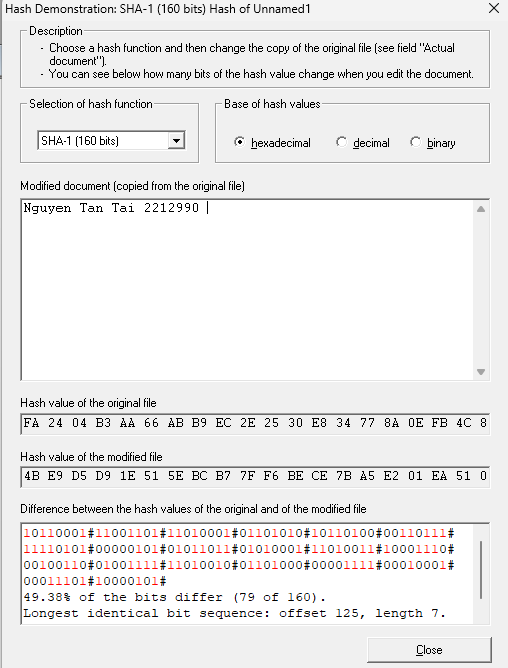 Hash Demonstration: SHA-1 (160 bits) Hash of Unnamed1
Description
- Choose a hash function and then change the copy of the original file (see field "Actual
document").
- You can see below how many bits of the hash value change when you edit the document.
Selection of hash function
SHA-1 (160 bits)
Base of hash values
hexadecimal
decimal
binary
Modified document (copied from the original file)
Nguyen Tan Tai 2212990
Hash value of the original file
FA 24 04 B3 AA 66 AB B9 EC 2E 25 30 E8 34 77 8A 0E FB 4C 8
Hash value of the modified file
4B E9 D5 D9 1E 51 5E BC B7 7F F6 BE CE 7B A5 E2 01 EA 51 0
Difference between the hash values of the original and of the modified file
10110001#11001101#11010001#01101010#10110100#00110111#
11110101#00000101#01011011#01010001#11010011#10001110#
00100110#01001111#11010010#01101000#00001111#00010001#
00011101#10000101#
49.38% of the bits differ (79 of 160).
Longest identical bit sequence: offset 125, length 7.
Close